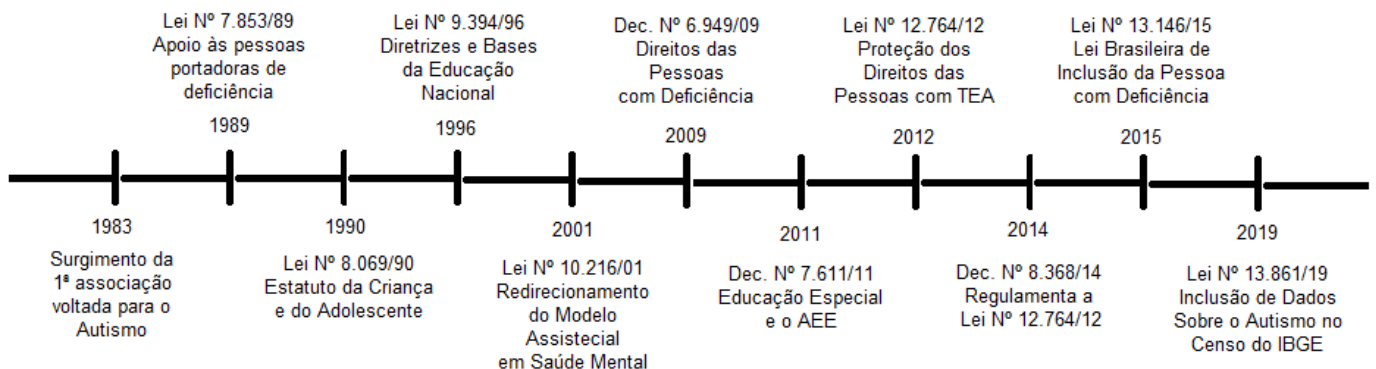 Lei Nº 7.853/89
Apoio às pessoas
portadoras de
deficiência
1989
Lei Nº 9.394/96
Diretrizes e Bases
da Educação
Nacional
1996
Dec. Nº 6.949/09
Direitos das
Pessoas
com Deficiência
2009
Lei Nº 12.764/12
Proteção dos
Direitos das
Pessoas com TEA
2012
Lei Nº 13.146/15
Lei Brasileira de
Inclusão da Pessoa
com Deficiência
2015
1983
Surgimento da
1ª associação
voltada para o
Autismo
1990
Lei Nº 8.069/90
Estatuto da Criança
e do Adolescente
2001
Lei Nº 10.216/01
Redirecionamento
do Modelo
Assistecial
em Saúde Mental
2011
Dec. Nº 7.611/11
Educação Especial
e o AEE
2014
Dec. Nº 8.368/14
Regulamenta a
Lei Nº 12.764/12
2019
Lei Nº 13.861/19
Inclusão de Dados
Sobre o Autismo no
Censo do IBGE